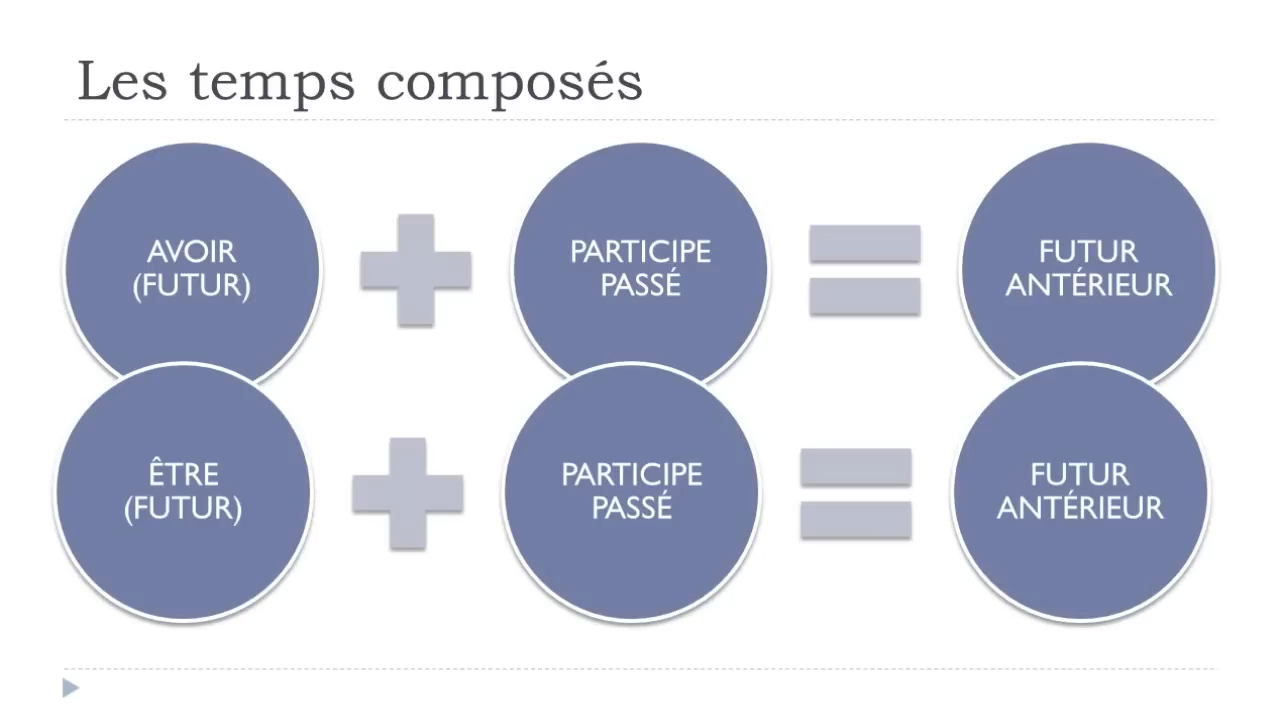 Les temps composés
AVOIR
(FUTUR)
PARTICIPE
PASSÉ
FUTUR
ANTÉRIEUR
ÊTRE
(FUTUR)
PARTICIPE
PASSÉ
FUTUR
ANTÉRIEUR